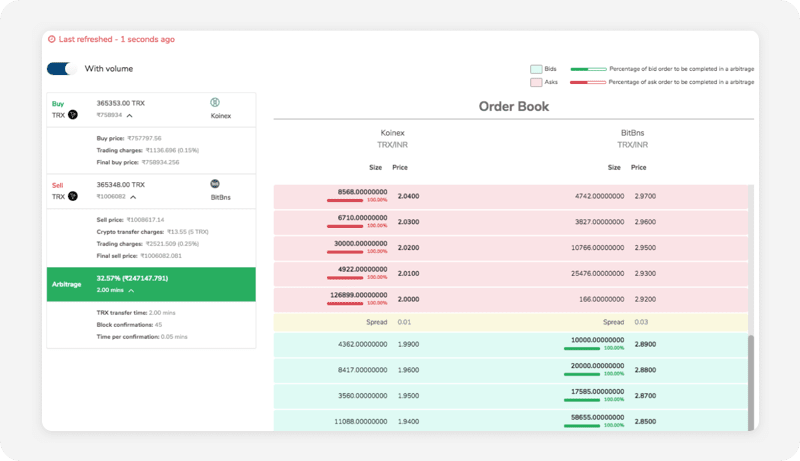 Last refreshed - 1 seconds ago
With volume
Bids
Percentage of bid order to be completed in a arbitrage
Asks
Percentage of ask order to be completed in a arbitrage
Buy
365353.00 TRX
TRX
₹758934
Koinex
Buy price: ₹757797.56
Trading charges: ₹1136.696 (0.15%)
Final buy price: ₹758934.256
Sell
365348.00 TRX
TRX
₹1006082
BitBns
Sell price: ₹1008617.14
Crypto transfer charges: ₹13.55 (5 TRX)
Trading charges: ₹2521.509 (0.25%)
Final sell price: ₹1006082.081
Arbitrage
32.57% (₹247147.791)
2.00 mins
TRX transfer time: 2.00 mins
Block confirmations: 45
Time per confirmation: 0.05 mins
Order Book
Koinex BitBns
TRX/INR TRX/INR
Size Price Size Price
8568.00000000 2.0400 4742.00000000 2.9700
100.00%
6710.00000000 2.0300 3827.00000000 2.9600
100.00%
30000.00000000 2.0200 10766.00000000 2.9500
100.00%
4922.00000000 2.0100 25476.00000000 2.9300
100.00%
126899.00000000 2.0000 166.00000000 2.9200
100.00%
Spread 0.01 Spread 0.03
4362.00000000 1.9900 10000.00000000 2.8900
100.00%
8417.00000000 1.9600 20000.00000000 2.8800
100.00%
3560.00000000 1.9500 17585.00000000 2.8700
100.00%
11068.00000000 1.9400 58655.00000000 2.8500
100.00%